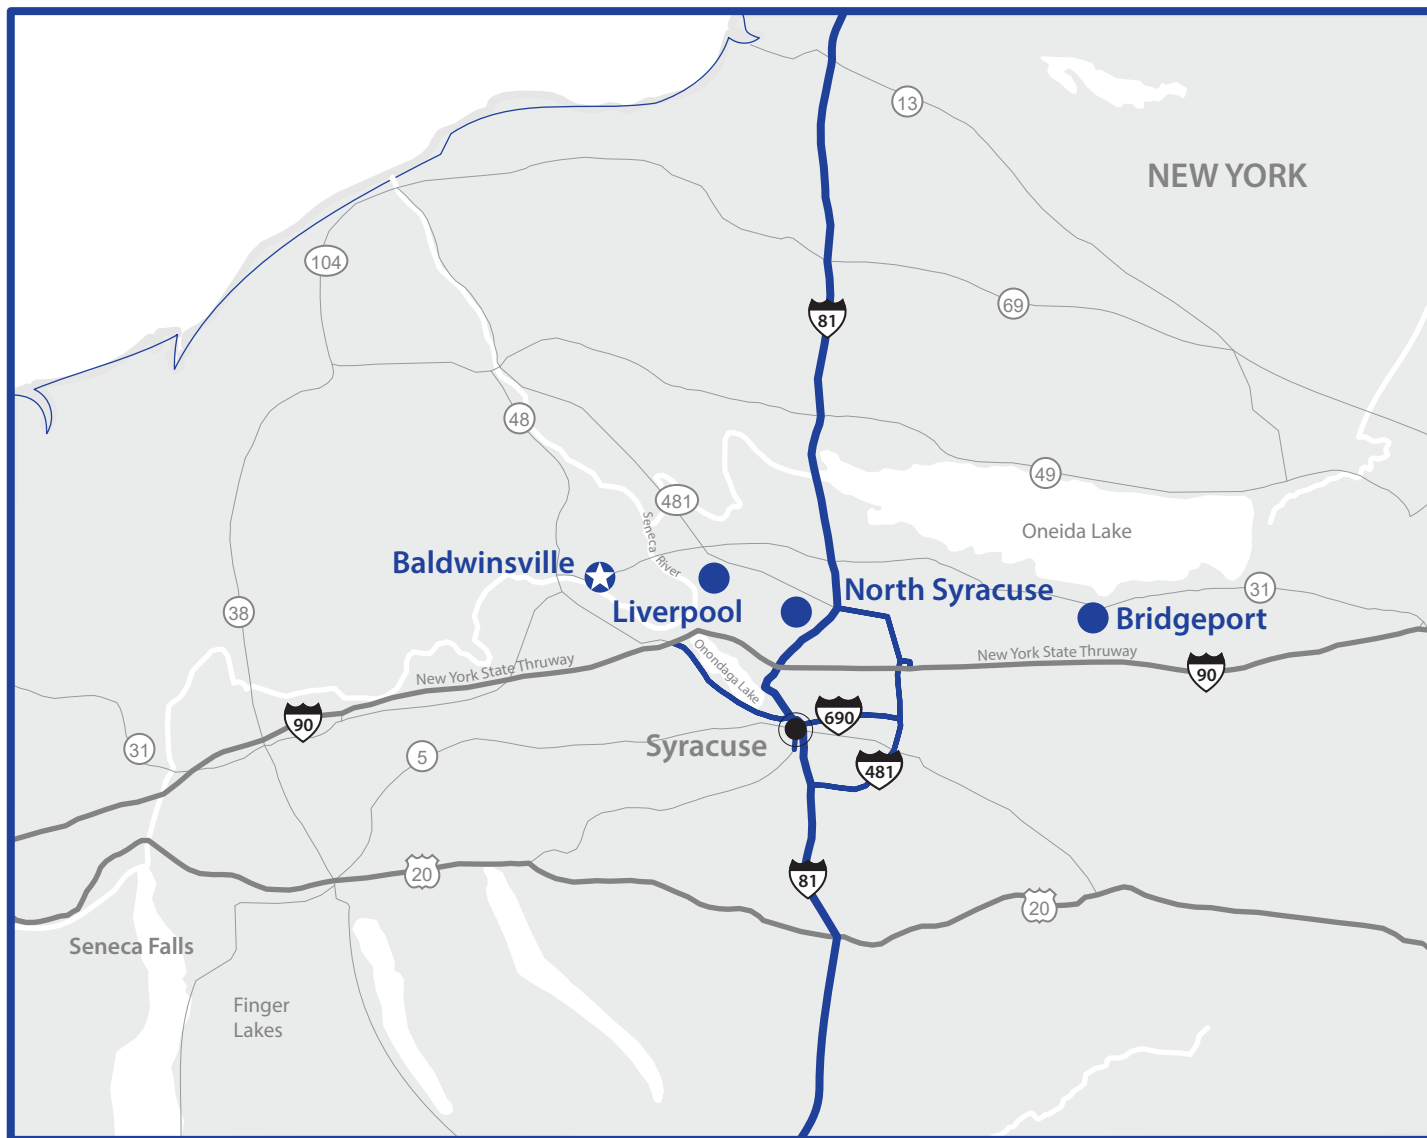 13
NEW YORK
104
69
81
48
49
481
Oneida Lake
Seneca River
Baldwinsville
North Syracuse
31
Liverpool
38
Bridgeport
Onondaga Lake
New York State Thruway
New York State Thruway
90
690
90
31
5
Syracuse
481
20
81
20
Seneca Falls
Finger
Lakes